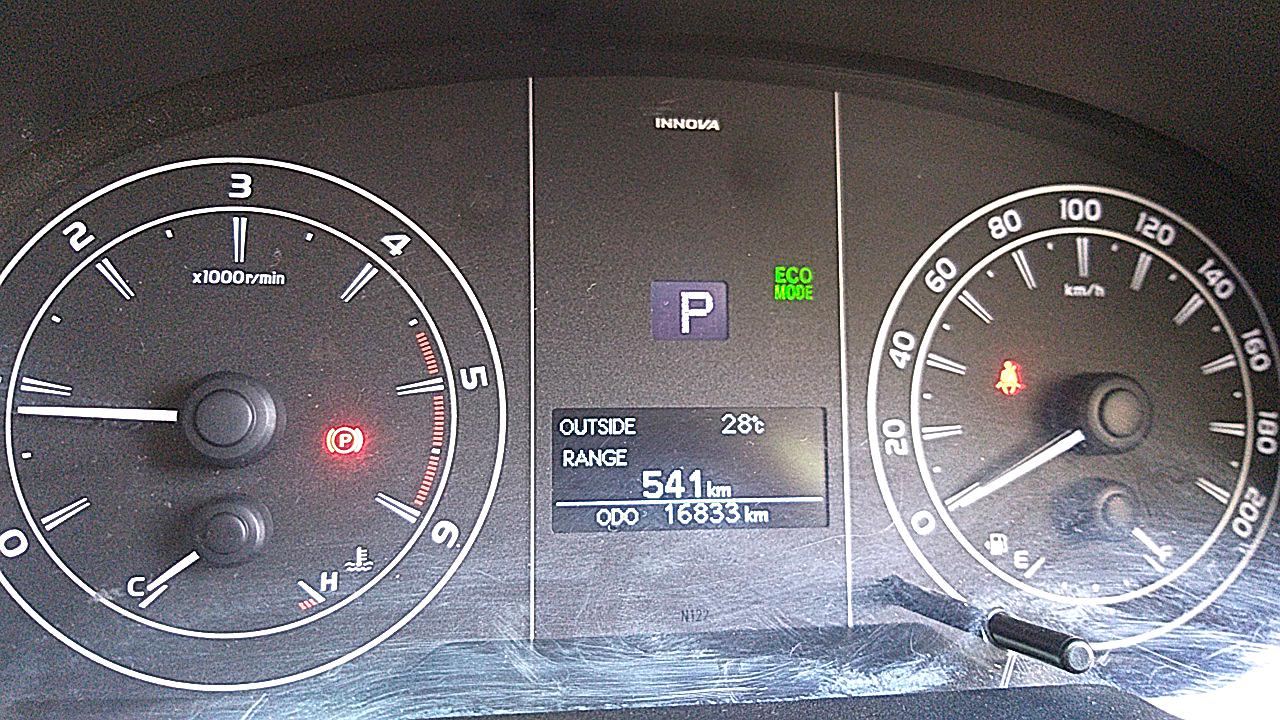 INNOVA
0
2
3
4
5
6
x1000r/min
P
C
H
P
ECO
MODE
OUTSIDE 28°C
RANGE
541km
ODO 16833km
N122
0
20
40
60
80
100
120
140
160
180
200
km/h
E
F